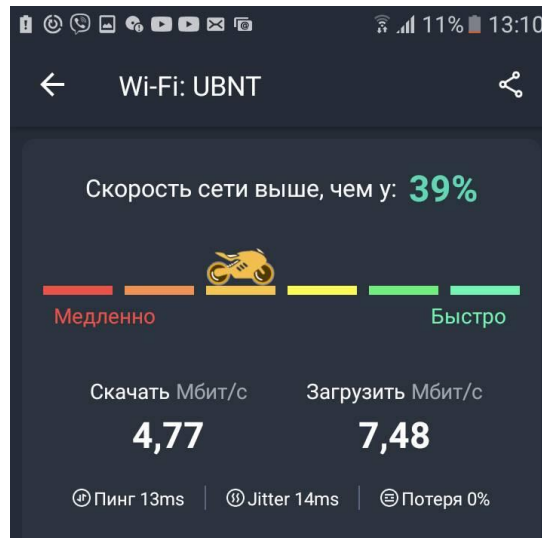 11% 13:10
Wi-Fi: UBNT
Скорость сети выше, чем у: 39%
Медленно Быстро
Скачать Мбит/с Загрузить Мбит/с
4,77 7,48
Пинг 13ms Jitter 14ms Потеря 0%